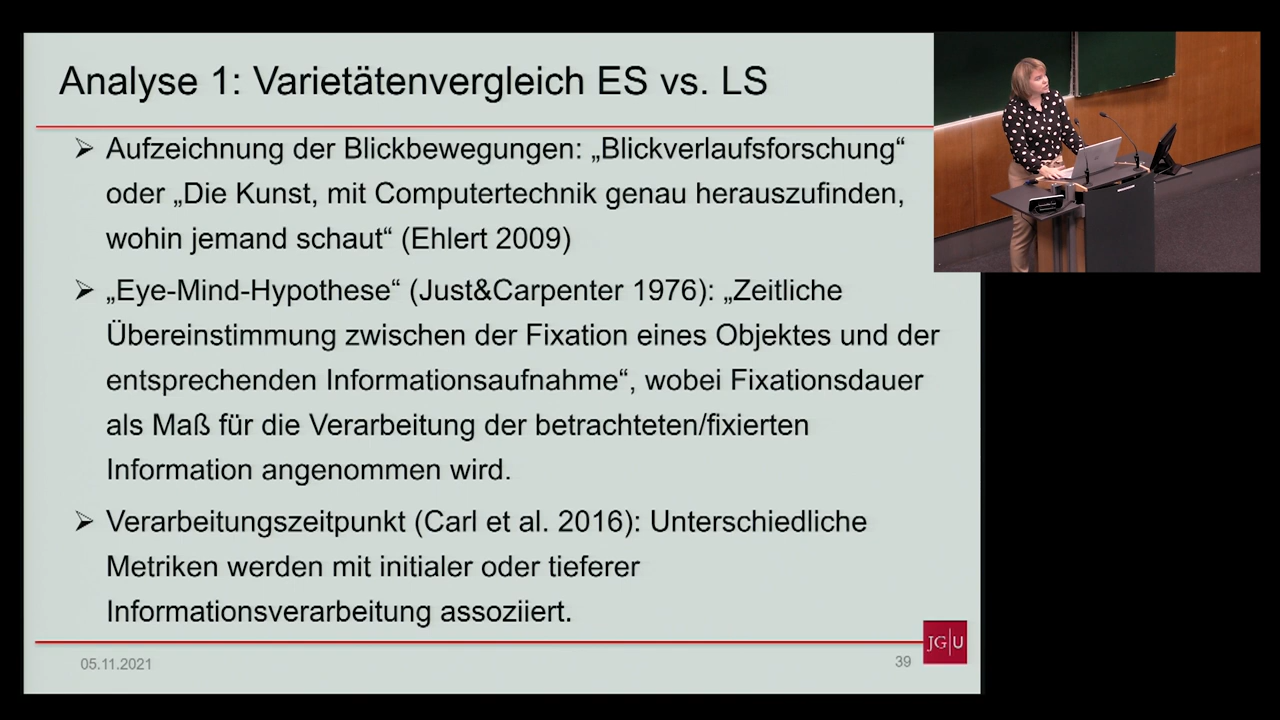 Analyse 1: Varietätenvergleich ES vs. LS
➢ Aufzeichnung der Blickbewegungen: „Blickverlaufsforschung“
oder „Die Kunst, mit Computertechnik genau herauszufinden,
wohin jemand schaut“ (Ehlert 2009)
➢ „Eye-Mind-Hypothese“ (Just&Carpenter 1976): „Zeitliche
Übereinstimmung zwischen der Fixation eines Objektes und der
entsprechenden Informationsaufnahme“, wobei Fixationsdauer
als Maß für die Verarbeitung der betrachteten/fixierten
Information angenommen wird.
➢ Verarbeitungszeitpunkt (Carl et al. 2016): Unterschiedliche
Metriken werden mit initialer oder tieferer
Informationsverarbeitung assoziiert.
05.11.2021
39
JG|U